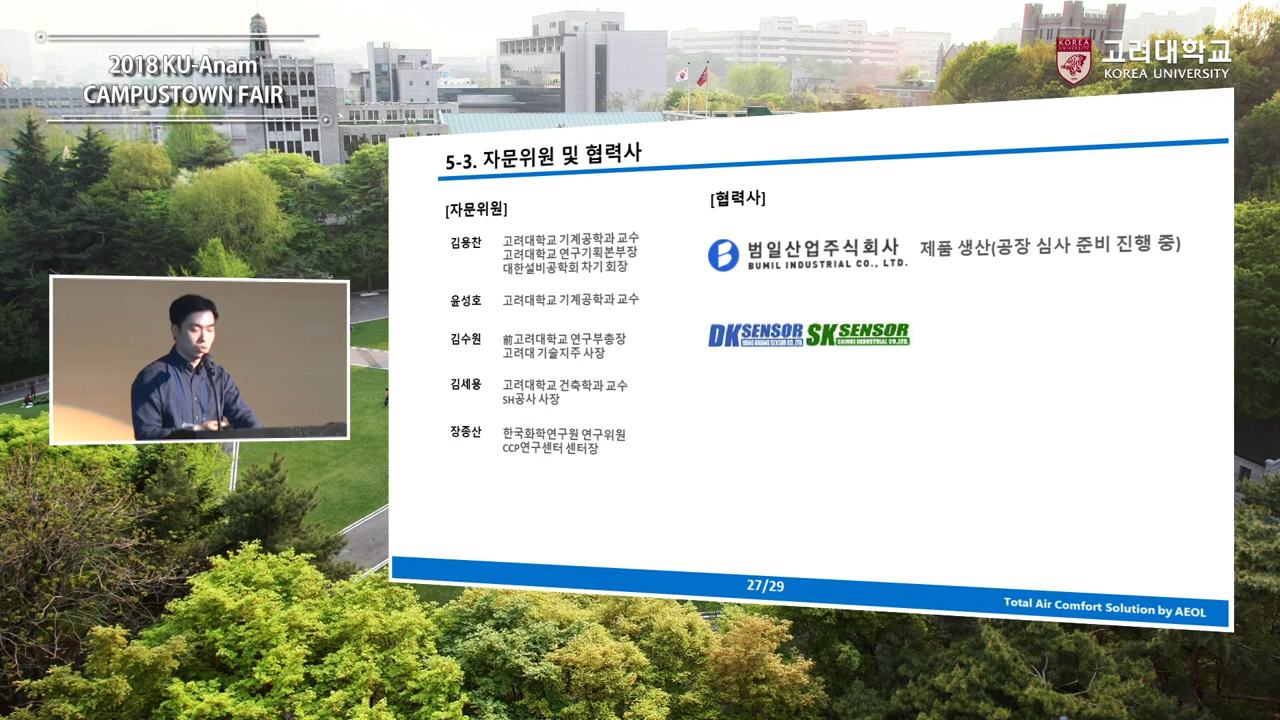 2018 KU-Anam
CAMPUSTOWN FAIR
KOREA
고려대학교
KOREA UNIVERSITY
5-3. 자문위원 및 협력사
[자문위원]
김용찬 고려대학교 기계공학과 교수
고려대학교 연구기획본부장
대한설비공학회 차기 회장
윤성호 고려대학교 기계공학과 교수
김수원 前고려대학교 연구부총장
고려대 기술지주 사장
김세용 고려대학교 건축학과 교수
SH공사 사장
장종산 한국화학연구원 연구위원
CCP연구센터 센터장
[협력사]
범일산업주식회사 제품 생산(공장 심사 준비 진행 중)
BUMIL INDUSTRIAL CO., LTD.
DK SENSOR SK SENSOR
SHINKI INDUSTRIAL CO.,LTD.
27/29
Total Air Comfort Solution by AEOL